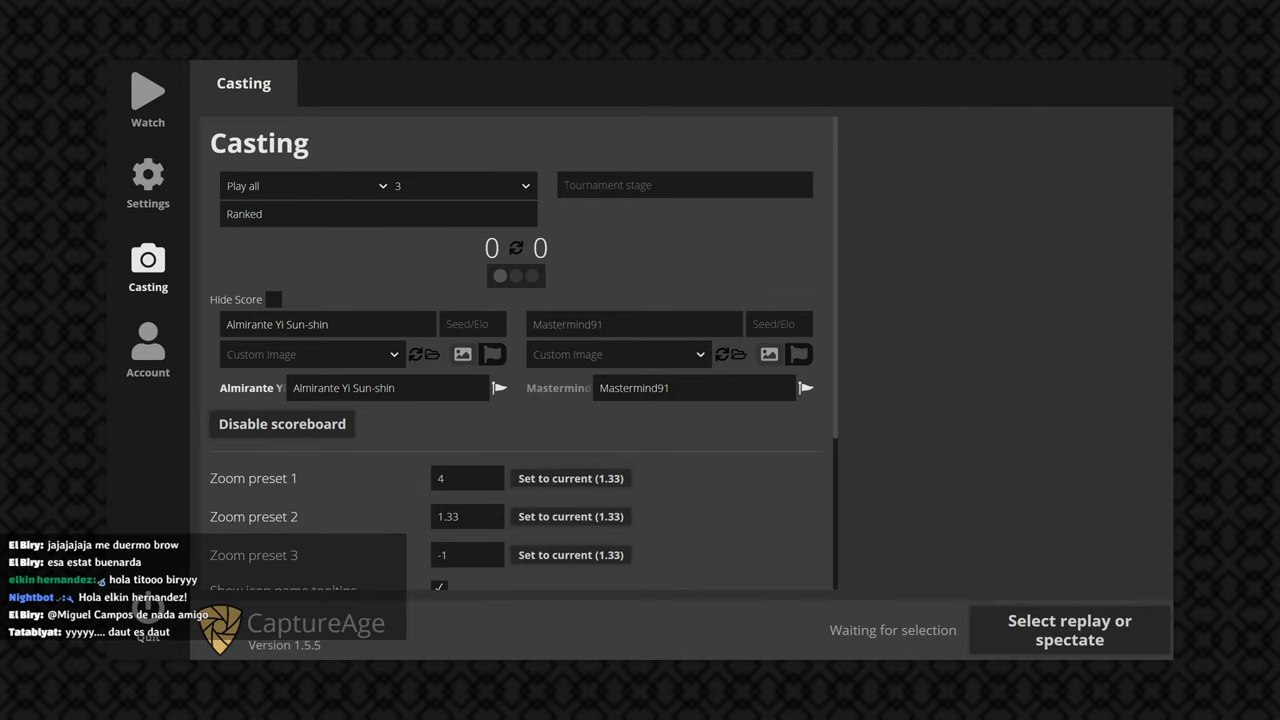 Watch
Settings
Casting
Account
Quit
Casting
Casting
Play all
3
Tournament stage
Ranked
0 0
Hide Score
Almirante Yi Sun-shin
Seed/Elo
Mastermind91
Seed/Elo
Custom image
Custom image
Almirante Y
Almirante Yi Sun-shin
Mastermind
Mastermind91
Disable scoreboard
Zoom preset 1
4
Set to current (1.33)
Zoom preset 2
1.33
Set to current (1.33)
Zoom preset 3
-1
Set to current (1.33)
Show icon name tooltips
El Biry: jajajajaja me duermo brow
El Biry: esa estat buenarda
elkin hernandez: hola titooo biryyy
Nightbot: Hola elkin hernandez!
El Biry: @Miguel Campos de nada amigo
Tatablyat: yyyyy.... daut es daut
CaptureAge
Version 1.5.5
Waiting for selection
Select replay or
spectate